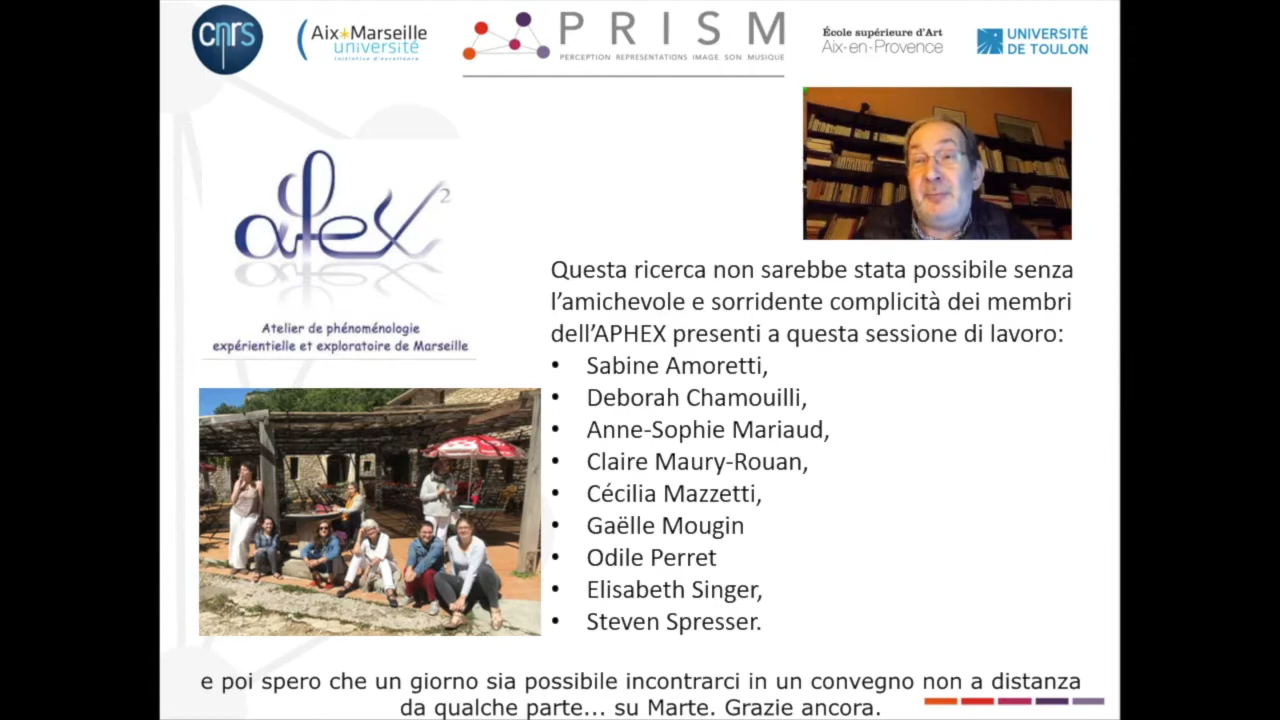 cnrs
Aix*Marseille
université
Initiative d'excellence
PRISM
PERCEPTION REPRESENTATIONS IMAGE SON MUSIQUE
École supérieure d'Art
Aix-en-Provence
UNIVERSITÉ
DE TOULON
aφex²
Atelier de phénoménologie
expérientielle et exploratoire de Marseille
Questa ricerca non sarebbe stata possibile senza
l’amichevole e sorridente complicità dei membri
dell’APHEX presenti a questa sessione di lavoro:
• Sabine Amoretti,
• Deborah Chamouilli,
• Anne-Sophie Mariaud,
• Claire Maury-Rouan,
• Cécilia Mazzetti,
• Gaëlle Mougin
• Odile Perret
• Elisabeth Singer,
• Steven Spresser.
e poi spero che un giorno sia possibile incontrarci in un convegno non a distanza
da qualche parte... su Marte. Grazie ancora.